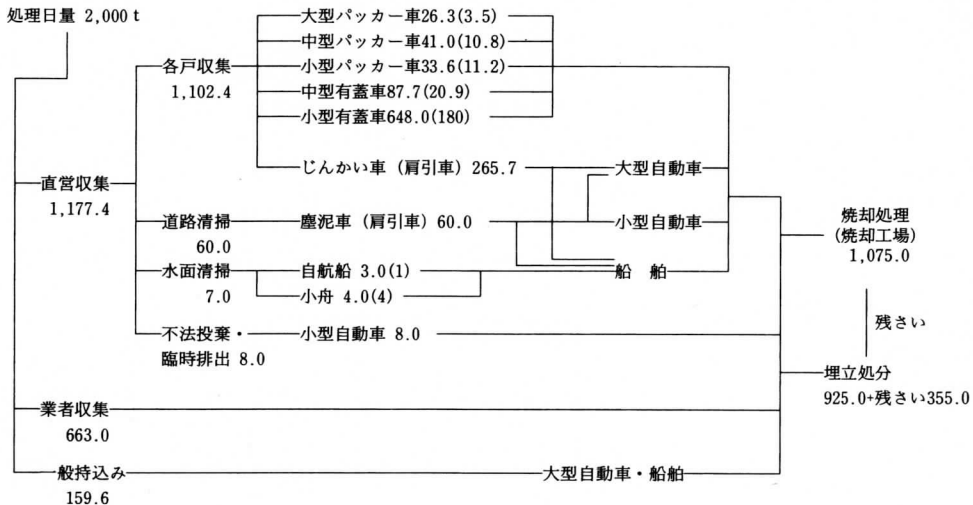 処理日量 2,000 t
大型パッカー車26.3(3.5)
中型パッカー車41.0(10.8)
各戸収集
小型パッカー車33.6(11.2)
1,102.4
中型有蓋車87.7(20.9)
小型有蓋車648.0(180)
じんかい車 (肩引車) 265.7
大型自動車
直営収集
1,177.4
道路清掃
塵泥車 (肩引車) 60.0
小型自動車
60.0
焼却処理
(焼却工場)
1,075.0
水面清掃
自航船 3.0(1)
船 舶
7.0
小舟 4.0(4)
残さい
不法投棄・
小型自動車 8.0
臨時排出 8.0
埋立処分
925.0+残さい355.0
業者収集
663.0
一般持込み
大型自動車・船舶
159.6